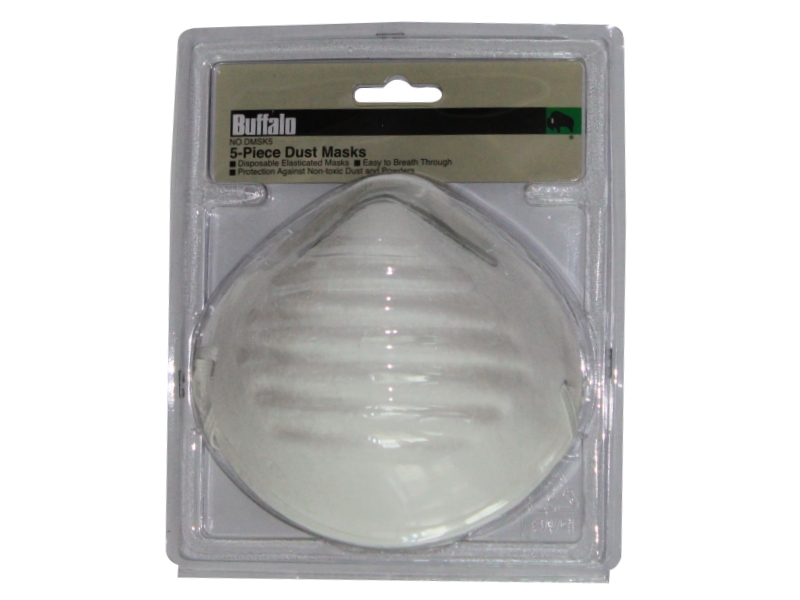 Buffalo
NO.DMSK5
5-Piece Dust Masks
■ Disposable Elasticated Masks ■ Easy to Breath Through
■ Protection Against Non-toxic Dust and Powders